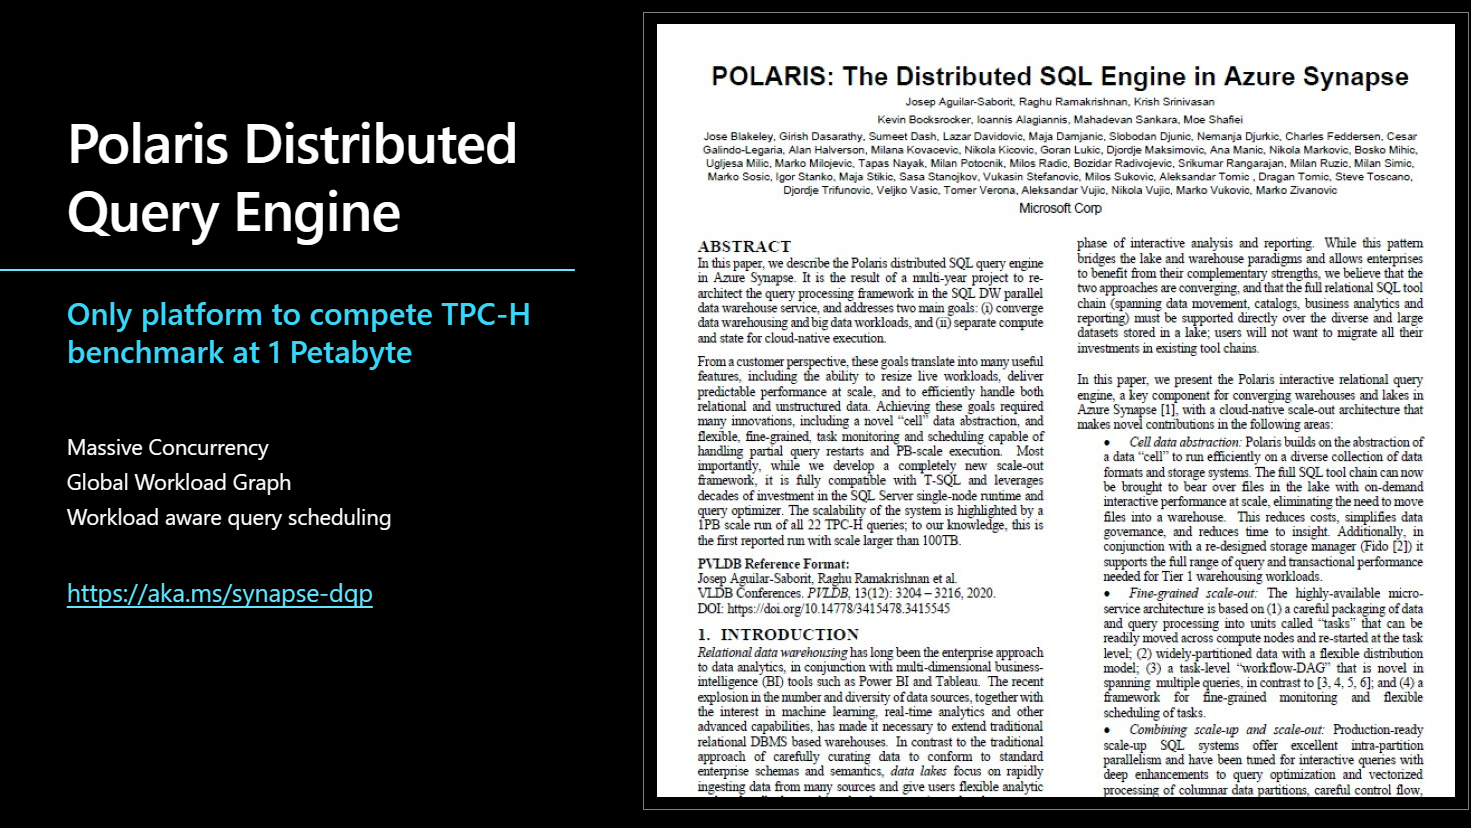 Polaris Distributed
Query Engine
Only platform to compete TPC-H
benchmark at 1 Petabyte
Massive Concurrency
Global Workload Graph
Workload aware query scheduling
https://aka.ms/synapse-dqp
POLARIS: The Distributed SQL Engine in Azure Synapse
Josep Aguilar-Saborit, Raghu Ramakrishnan, Krish Srinivasan
Kevin Bocksrocker, Ioannis Alagiannis, Mahadevan Sankara, Moe Shafiei
Jose Blakeley, Girish Dasarathy, Sumeet Dash, Lazar Davidovic, Maja Damjanic, Slobodan Djunic, Nemanja Djurkic, Charles Feddersen, Cesar
Galindo-Legaria, Alan Halverson, Milana Kovacevic, Nikola Kicovic, Goran Lukic, Djordje Maksimovic, Ana Manic, Nikola Markovic, Bosko Mihic,
Ugljesa Milic, Marko Milojevic, Tapas Nayak, Milan Potocnik, Milos Radic, Bozidar Radivojevic, Srikumar Rangarajan, Milan Ruzic, Milan Simic,
Marko Sosic, Igor Stanko, Maja Stikic, Sasa Stanojkov, Vukasin Stefanovic, Milos Sukovic, Aleksandar Tomic , Dragan Tomic, Steve Toscano,
Djordje Trifunovic, Veljko Vasic, Tomer Verona, Aleksandar Vujic, Nikola Vujic, Marko Vukovic, Marko Zivanovic
Microsoft Corp
ABSTRACT
In this paper, we describe the Polaris distributed SQL query engine
in Azure Synapse. It is the result of a multi-year project to re-
architect the query processing framework in the SQL DW parallel
data warehouse service, and addresses two main goals: (i) converge
data warehousing and big data workloads, and (ii) separate compute
and state for cloud-native execution.
From a customer perspective, these goals translate into many useful
features, including the ability to resize live workloads, deliver
predictable performance at scale, and to efficiently handle both
relational and unstructured data. Achieving these goals required
many innovations, including a novel “cell” data abstraction, and
flexible, fine-grained, task monitoring and scheduling capable of
handling partial query restarts and PB-scale execution. Most
importantly, while we develop a completely new scale-out
framework, it is fully compatible with T-SQL and leverages
decades of investment in the SQL Server single-node runtime and
query optimizer. The scalability of the system is highlighted by a
1PB scale run of all 22 TPC-H queries; to our knowledge, this is
the first reported run with scale larger than 100TB.
PVLDB Reference Format:
Josep Aguilar-Saborit, Raghu Ramakrishnan et al.
VLDB Conferences. PVLDB, 13(12): 3204 – 3216, 2020.
DOI: https://doi.org/10.14778/3415478.3415545
1. INTRODUCTION
Relational data warehousing has long been the enterprise approach
to data analytics, in conjunction with multi-dimensional business-
intelligence (BI) tools such as Power BI and Tableau. The recent
explosion in the number and diversity of data sources, together with
the interest in machine learning, real-time analytics and other
advanced capabilities, has made it necessary to extend traditional
relational DBMS based warehouses. In contrast to the traditional
approach of carefully curating data to conform to standard
enterprise schemas and semantics, data lakes focus on rapidly
ingesting data from many sources and give users flexible analytic
phase of interactive analysis and reporting. While this pattern
bridges the lake and warehouse paradigms and allows enterprises
to benefit from their complementary strengths, we believe that the
two approaches are converging, and that the full relational SQL tool
chain (spanning data movement, catalogs, business analytics and
reporting) must be supported directly over the diverse and large
datasets stored in a lake; users will not want to migrate all their
investments in existing tool chains.
In this paper, we present the Polaris interactive relational query
engine, a key component for converging warehouses and lakes in
Azure Synapse [1], with a cloud-native scale-out architecture that
makes novel contributions in the following areas:
• Cell data abstraction: Polaris builds on the abstraction of
a data “cell” to run efficiently on a diverse collection of data
formats and storage systems. The full SQL tool chain can now
be brought to bear over files in the lake with on-demand
interactive performance at scale, eliminating the need to move
files into a warehouse. This reduces costs, simplifies data
governance, and reduces time to insight. Additionally, in
conjunction with a re-designed storage manager (Fido [2]) it
supports the full range of query and transactional performance
needed for Tier 1 warehousing workloads.
• Fine-grained scale-out: The highly-available micro-
service architecture is based on (1) a careful packaging of data
and query processing into units called “tasks” that can be
readily moved across compute nodes and re-started at the task
level; (2) widely-partitioned data with a flexible distribution
model; (3) a task-level “workflow-DAG” that is novel in
spanning multiple queries, in contrast to [3, 4, 5, 6]; and (4) a
framework for fine-grained monitoring and flexible
scheduling of tasks.
• Combining scale-up and scale-out: Production-ready
scale-up SQL systems offer excellent intra-partition
parallelism and have been tuned for interactive queries with
deep enhancements to query optimization and vectorized
processing of columnar data partitions, careful control flow,